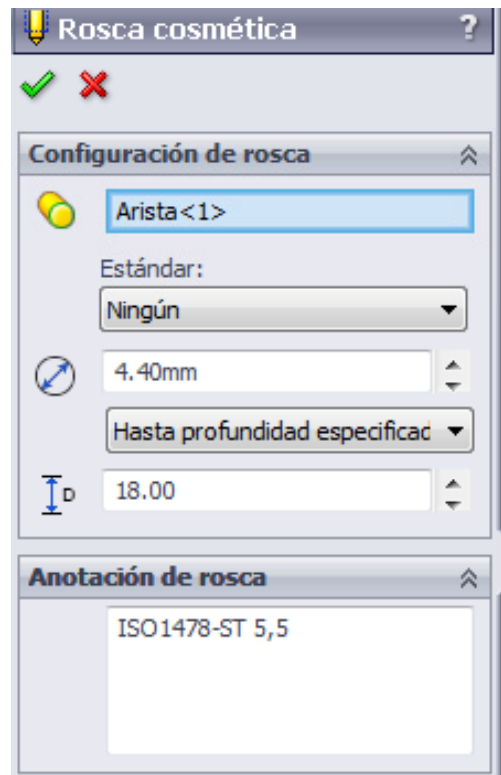 Rosca cosmética ?
Configuración de rosca
Arista<1>
Estándar:
Ningún
4.40mm
Hasta profundidad especificad
D
18.00
Anotación de rosca
ISO1478-ST 5,5